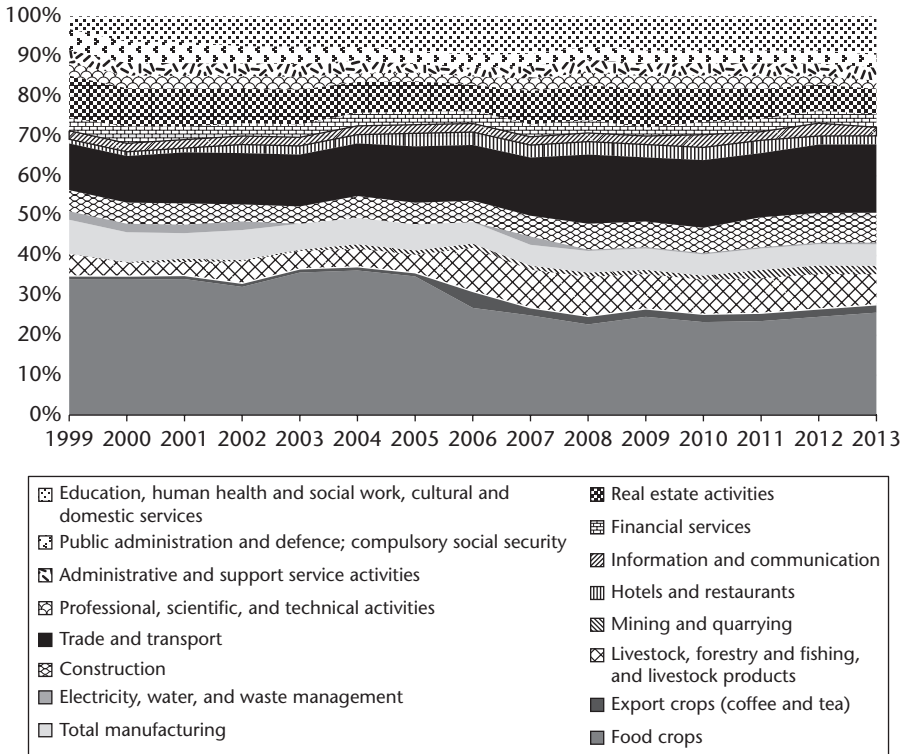 100%
90%
80%
70%
60%
50%
40%
30%
20%
10%
0%
1999 2000 2001 2002 2003 2004 2005 2006 2007 2008 2009 2010 2011 2012 2013
Education, human health and social work, cultural and
domestic services
Public administration and defence; compulsory social security
Administrative and support service activities
Professional, scientific, and technical activities
Trade and transport
Construction
Electricity, water, and waste management
Total manufacturing
Real estate activities
Financial services
Information and communication
Hotels and restaurants
Mining and quarrying
Livestock, forestry and fishing,
and livestock products
Export crops (coffee and tea)
Food crops